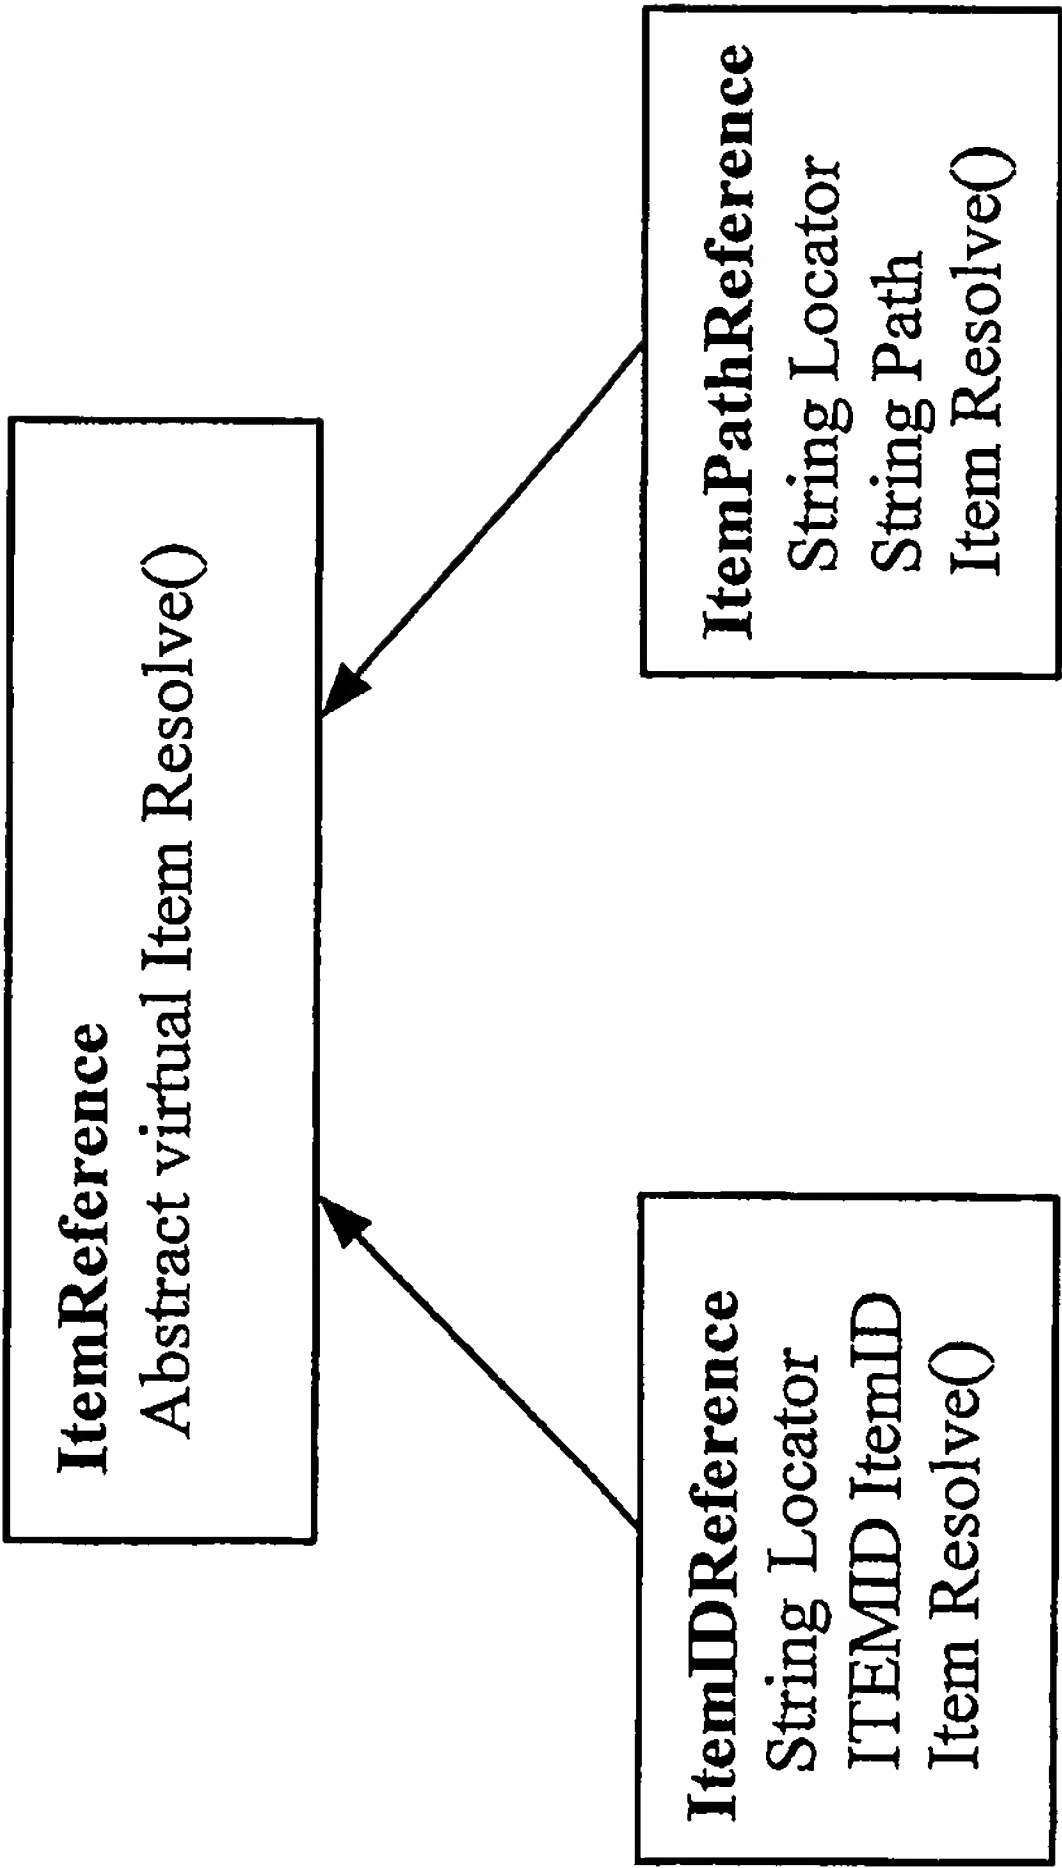 ItemReference
Abstract virtual Item Resolve()
ItemIDReference
String Locator
ITEMID ItemID
Item Resolve()
ItemPathReference
String Locator
String Path
Item Resolve()